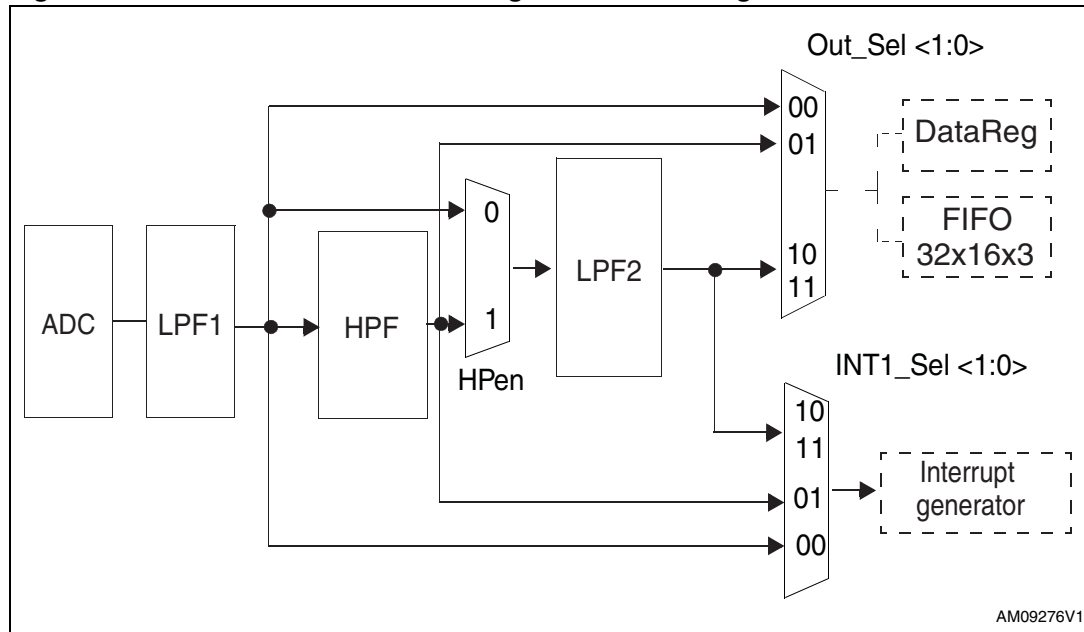 Out_Sel <1:0>
00
01
DataReg
0
FIFO
32x16x3
10
11
ADC
LPF1
HPF
1
LPF2
HPen
INT1_Sel <1:0>
10
11
01
00
Interrupt
generator
AM09276V1